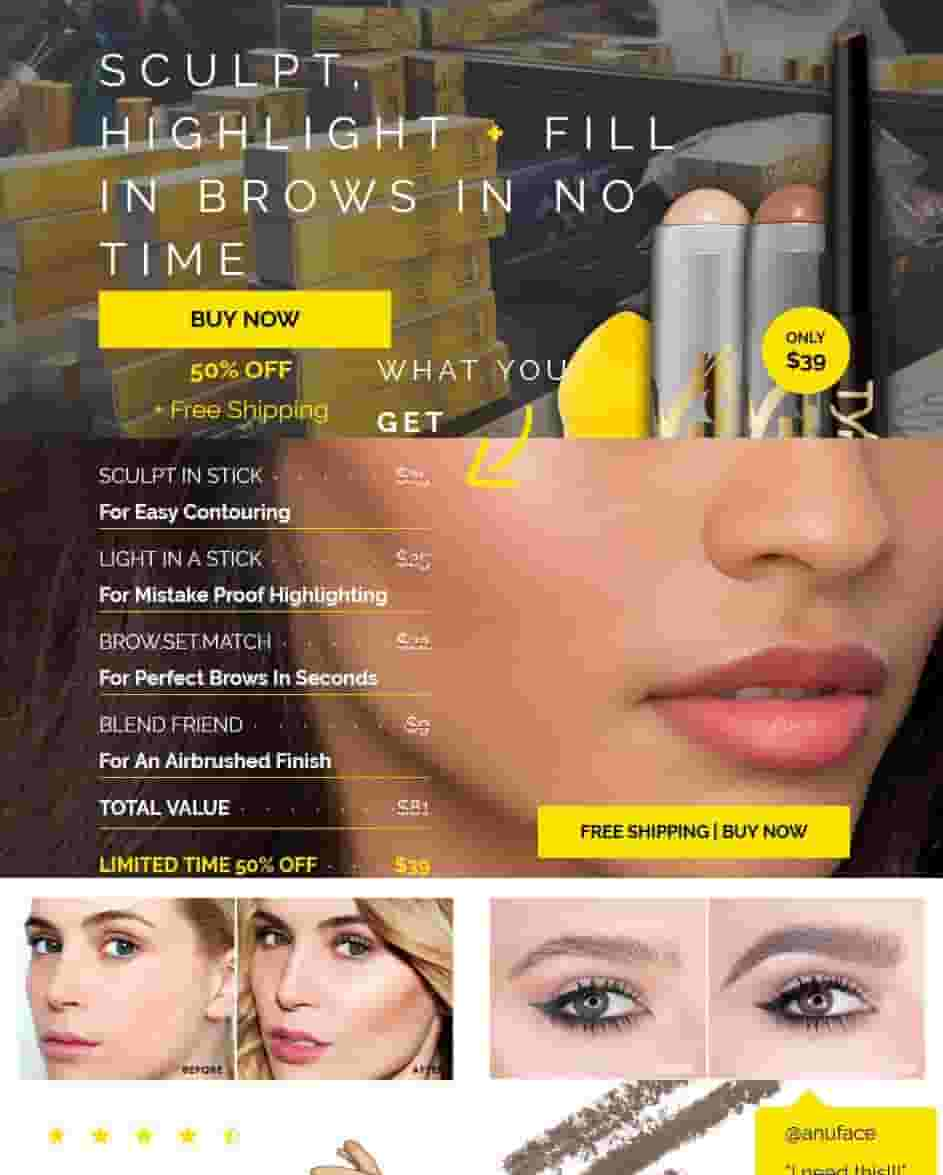 SCULPT,
HIGHLIGHT + FILL
IN BROWS IN NO
TIME
BUY NOW
50% OFF
+ Free Shipping
WHAT YOU
GET
ONLY
$39
SCULPT IN STICK
For Easy Contouring
LIGHT IN A STICK $25
For Mistake Proof Highlighting
BROW.SET.MATCH $22
For Perfect Brows In Seconds
BLEND FRIEND $9
For An Airbrushed Finish
TOTAL VALUE $81
LIMITED TIME 50% OFF $39
FREE SHIPPING | BUY NOW
BEFORE
AFTER
@anuface
"I need this!!!"